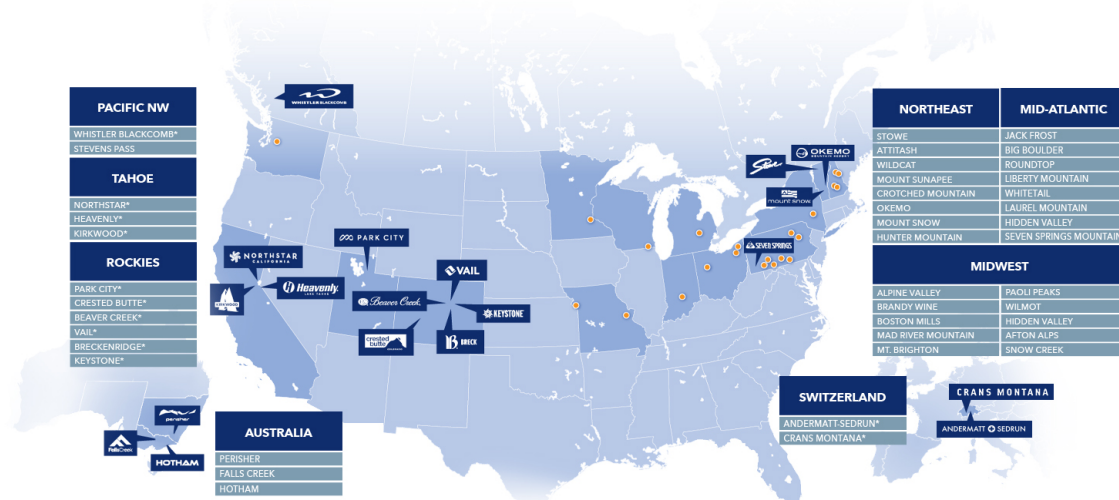 PACIFIC NW
WHISTLER BLACKCOMB*
STEVENS PASS
TAHOE
NORTHSTAR*
HEAVENLY*
KIRKWOOD*
ROCKIES
PARK CITY*
CRESTED BUTTE*
BEAVER CREEK*
VAIL*
BRECKENRIDGE*
KEYSTONE*
WHISTLER BLACKCOMB
NORTHSTAR
CALIFORNIA
Heavenly
KIRKWOOD
PARK CITY
VAIL
Beaver Creek
KEYSTONE
crested
butte
BRECK
Stowe
OKEMO
MOUNTAIN RESORT
mount snow
SEVEN SPRINGS
NORTHEAST
STOWE
ATTITASH
WILDCAT
MOUNT SUNAPEE
CROTCHED MOUNTAIN
OKEMO
MOUNT SNOW
HUNTER MOUNTAIN
MID-ATLANTIC
JACK FROST
BIG BOULDER
ROUNDTOP
LIBERTY MOUNTAIN
WHITETAIL
LAUREL MOUNTAIN
HIDDEN VALLEY
SEVEN SPRINGS MOUNTAIN
MIDWEST
ALPINE VALLEY
BRANDY WINE
BOSTON MILLS
MAD RIVER MOUNTAIN
MT. BRIGHTON
PAOLI PEAKS
WILMOT
HIDDEN VALLEY
AFTON ALPS
SNOW CREEK
perisher
FallsCreek
HOTHAM
AUSTRALIA
PERISHER
FALLS CREEK
HOTHAM
SWITZERLAND
ANDERMATT-SEDRUN*
CRANS MONTANA*
CRANS MONTANA
ANDERMATT SEDRUN